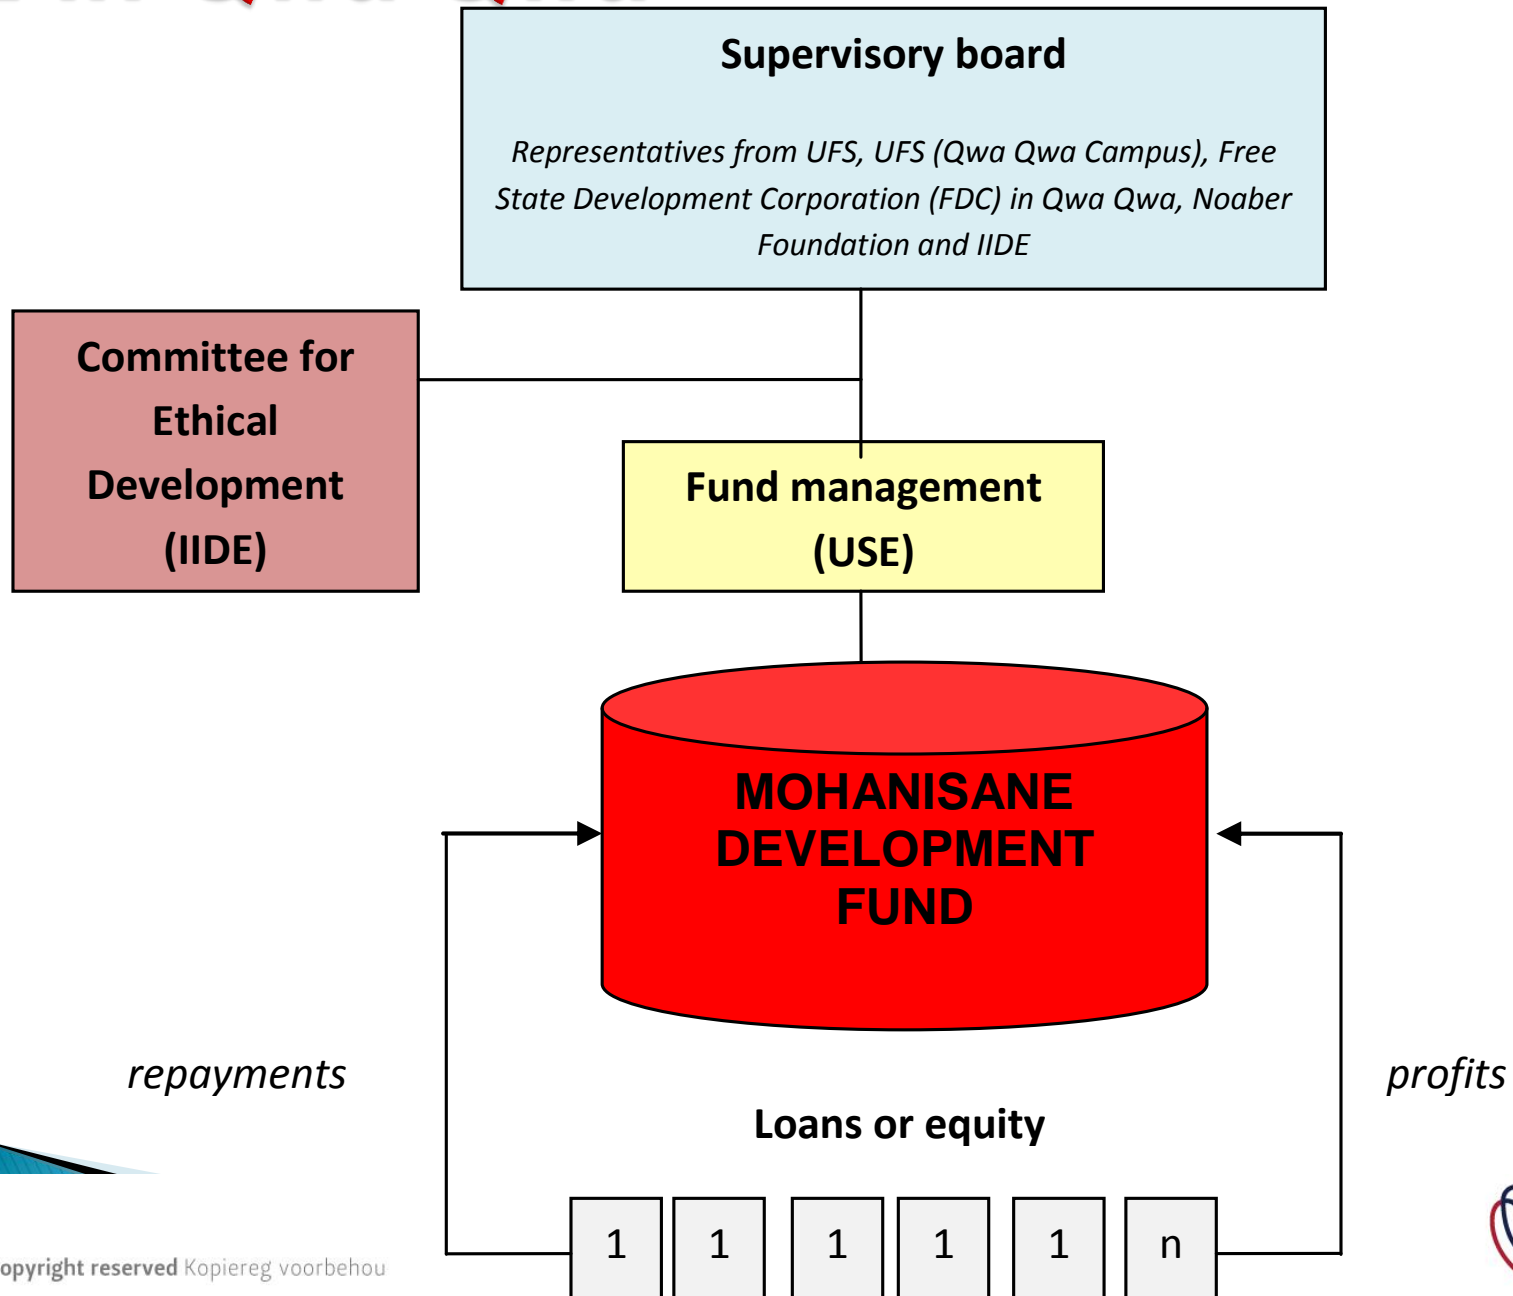 Supervisory board
Representatives from UFS, UFS (Qwa Qwa Campus), Free
State Development Corporation (FDC) in Qwa Qwa, Noaber
Foundation and IIDE
Committee for
Ethical
Development
(IIDE)
Fund management
(USE)
MOHANISANE
DEVELOPMENT
FUND
repayments
profits
Loans or equity
1 1 1 1 1 n
opyright reserved Kopiereg voorbehou